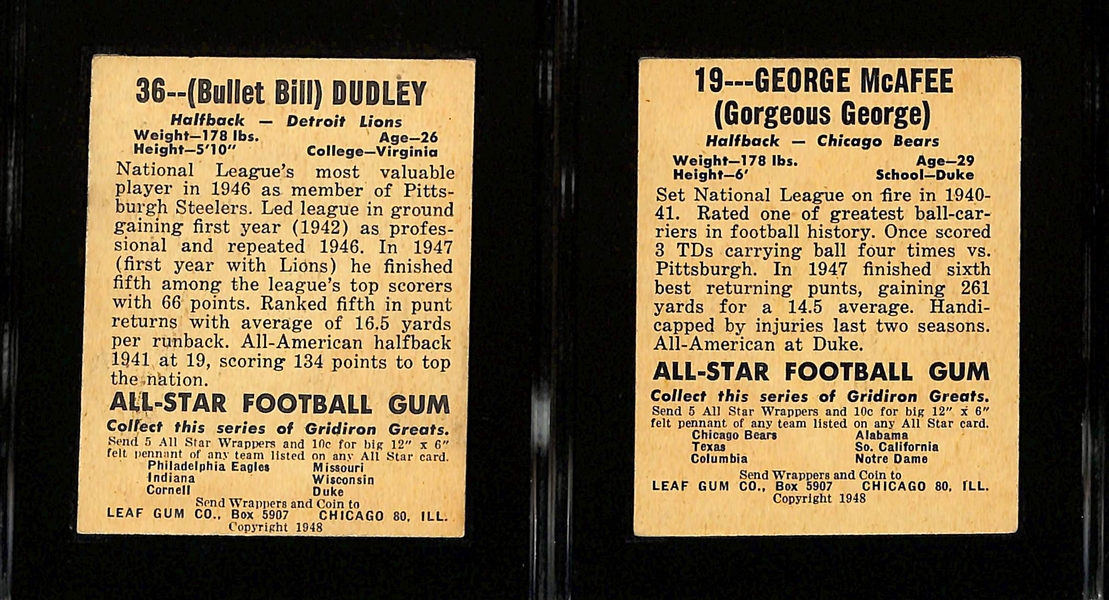 36--(Bullet Bill) DUDLEY
Halfback — Detroit Lions
Weight—178 lbs. Age—26
Height—5'10" College—Virginia
National League's most valuable
player in 1946 as member of Pitts-
burgh Steelers. Led league in ground
gaining first year (1942) as profes-
sional and repeated 1946. In 1947
(first year with Lions) he finished
fifth among the league's top scorers
with 66 points. Ranked fifth in punt
returns with average of 16.5 yards
per runback. All-American halfback
1941 at 19, scoring 134 points to top
the nation.
ALL-STAR FOOTBALL GUM
Collect this series of Gridiron Greats.
Send 5 All Star Wrappers and 10c for big 12" x 6"
felt pennant of any team listed on any All Star card.
Philadelphia Eagles Missouri
Indiana Wisconsin
Cornell Duke
Send Wrappers and Coin to
LEAF GUM CO., Box 5907 CHICAGO 80, ILL.
Copyright 1948
19---GEORGE McAFEE
(Gorgeous George)
Halfback — Chicago Bears
Weight—178 lbs. Age—29
Height—6' School—Duke
Set National League on fire in 1940-
41. Rated one of greatest ball-car-
riers in football history. Once scored
3 TDs carrying ball four times vs.
Pittsburgh. In 1947 finished sixth
best returning punts, gaining 261
yards for a 14.5 average. Handi-
capped by injuries last two seasons.
All-American at Duke.
ALL-STAR FOOTBALL GUM
Collect this series of Gridiron Greats.
Send 5 All Star Wrappers and 10c for big 12" x 6"
felt pennant of any team listed on any All Star card.
Chicago Bears Alabama
Texas So. California
Columbia Notre Dame
Send Wrappers and Coin to
LEAF GUM CO., Box 5907 CHICAGO 80, ILL.
Copyright 1948